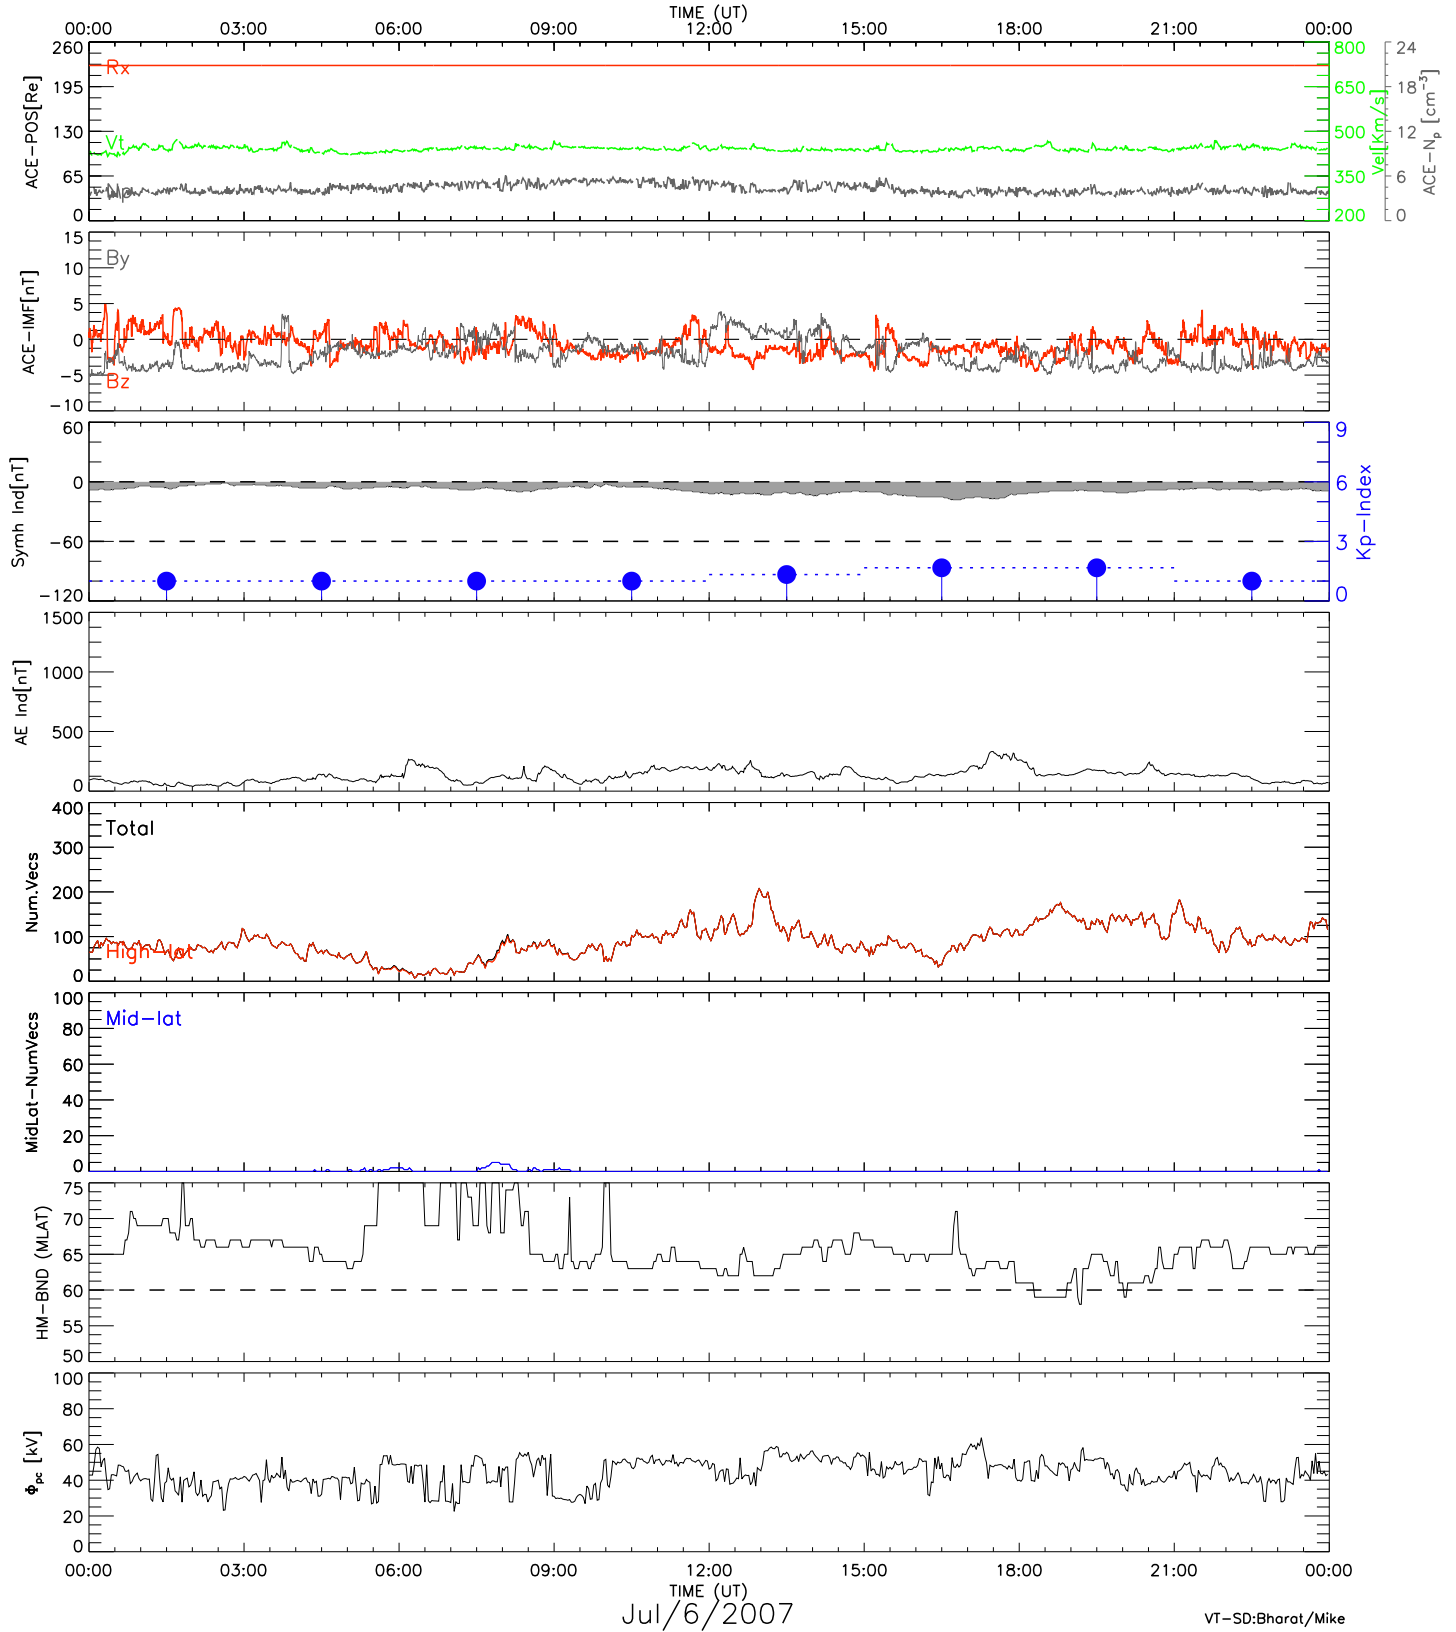 TIME (UT)
00:00 03:00 06:00 09:00 12:00 15:00 18:00 21:00 00:00
260 195 130 65 0
ACE-POS[Re]
Rx
Vt
Np
800 650 500 350 200
Vel[Km/s]
24 18 12 6 0
ACE-Np [cm-3]
15 10 5 0 -5 -10
ACE-IMF[nT]
By
Bz
60 0 -60 -120
Symh Ind[nT]
9 6 3 0
Kp-Index
1500 1000 500 0
AE Ind[nT]
400 300 200 100 0
Num.Vecs
Total
High-lat
100 80 60 40 20 0
MidLat-NumVecs
Mid-lat
75 70 65 60 55 50
HM-BND (MLAT)
100 80 60 40 20 0
Φpc [kV]
00:00 03:00 06:00 09:00 12:00 15:00 18:00 21:00 00:00
TIME (UT)
Jul/6/2007
VT-SD:Bharat/Mike